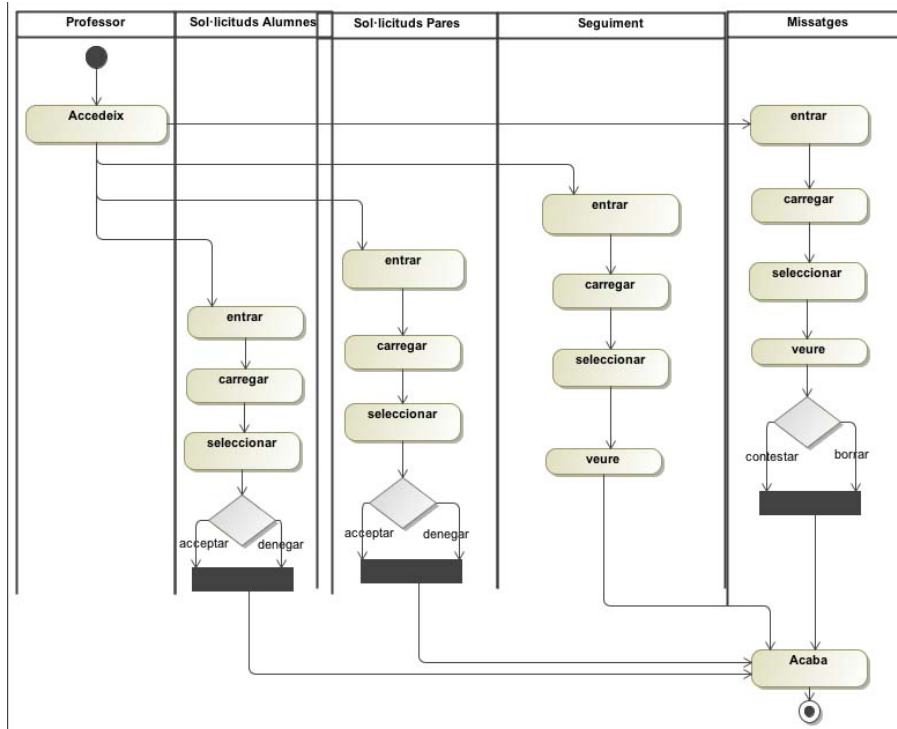 Professor
Sol·licituds Alumnes
Sol·licituds Pares
Seguiment
Missatges
Accedeix
entrar
carregar
seleccionar
acceptar
denegar
entrar
carregar
seleccionar
acceptar
denegar
entrar
carregar
seleccionar
veure
entrar
carregar
seleccionar
veure
contestar
borrar
Acaba